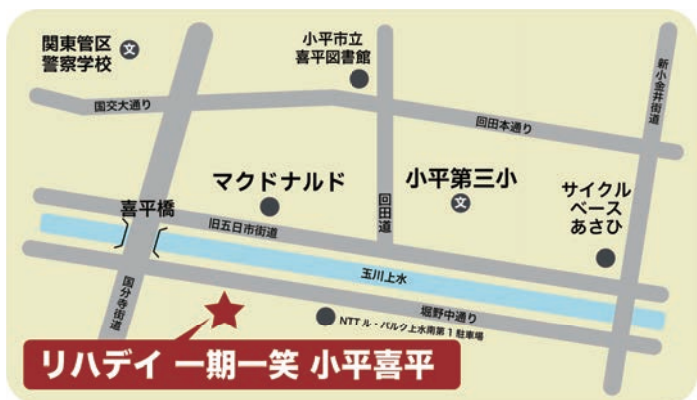 関東管区
警察学校
文
小平市立
喜平図書館
新小金井街道
国交大通り
回田本通り
マクドナルド
小平第三小
文
サイクル
ベース
あさひ
喜平橋
旧五日市街道
回田道
玉川上水
国分寺街道
堀野中通り
NTTル・パルク上水南第1駐車場
リハデイ 一期一笑 小平喜平